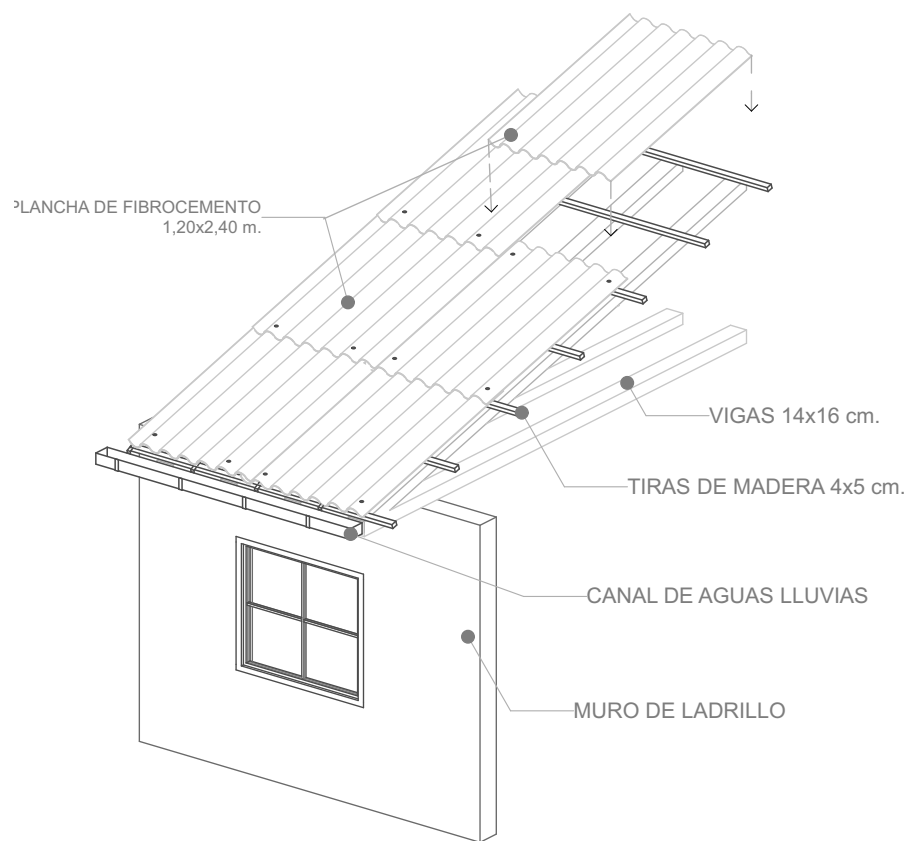 PLANCHA DE FIBROCEMENTO
1,20x2,40 m.
VIGAS 14x16 cm.
TIRAS DE MADERA 4x5 cm.
CANAL DE AGUAS LLUVIAS
MURO DE LADRILLO